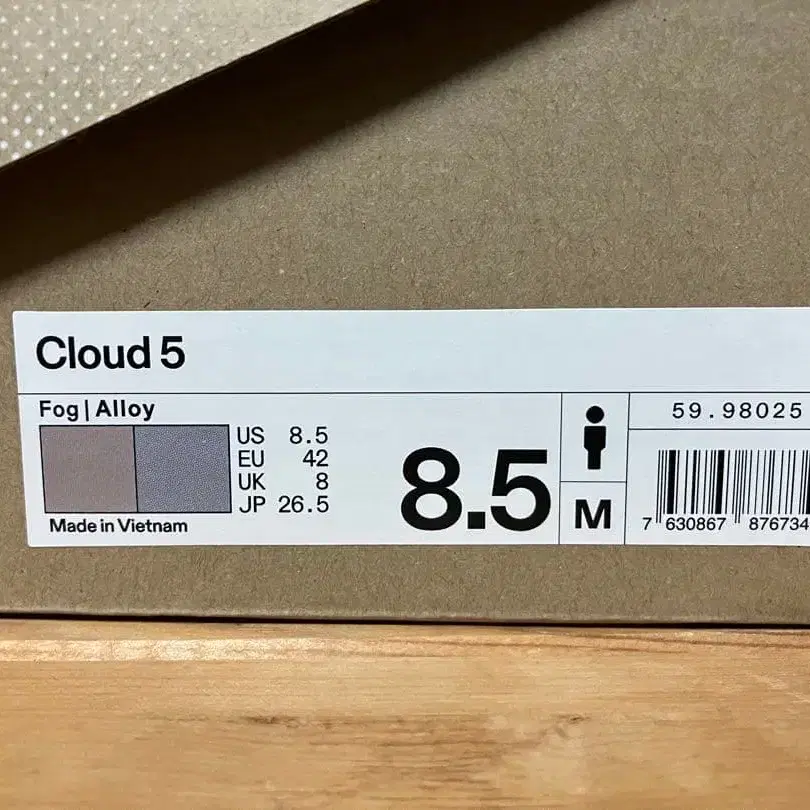 Cloud 5
Fog | Alloy
US 8.5
EU 42
UK 8
JP 26.5
Made in Vietnam
8.5
M
59.98025
7 630867 876734